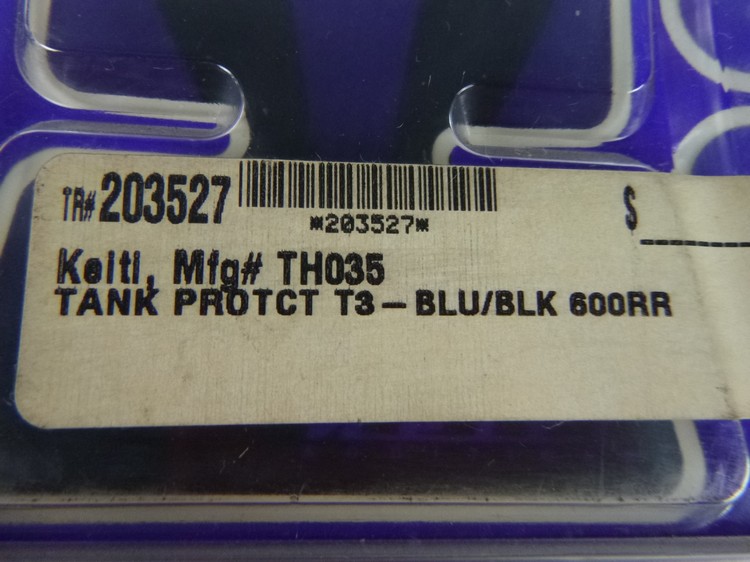 TR# 203527
*203527*
$
Keiti, Mfg# TH035
TANK PROTCT T3 - BLU/BLK 600RR